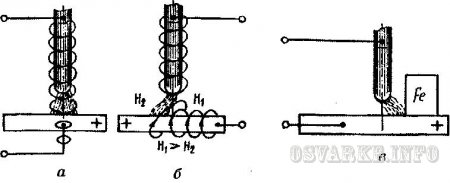 H₂ H₁ Fe
+ + +
H₁ > H₂
OSVARKE.INFO
а б в